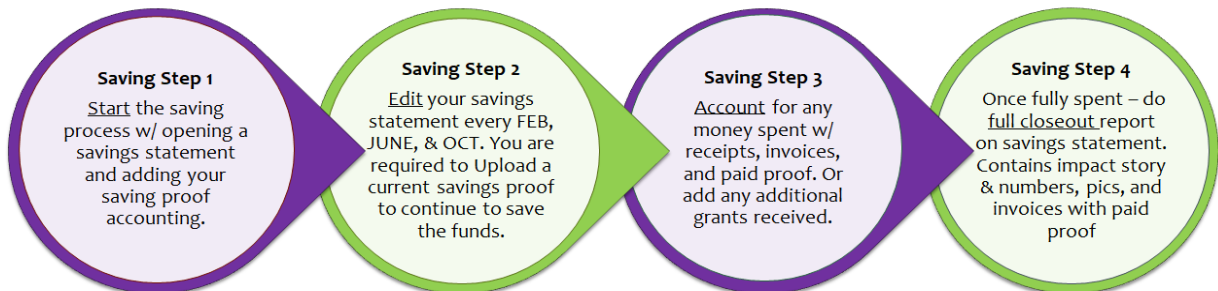 Saving Step 1
Start the saving
process w/ opening a
savings statement
and adding your
saving proof
accounting.
Saving Step 2
Edit your savings
statement every FEB,
JUNE, & OCT. You are
required to Upload a
current savings proof
to continue to save
the funds.
Saving Step 3
Account for any
money spent w/
receipts, invoices,
and paid proof. Or
add any additional
grants received.
Saving Step 4
Once fully spent – do
full closeout report
on savings statement.
Contains impact story
& numbers, pics, and
invoices with paid
proof